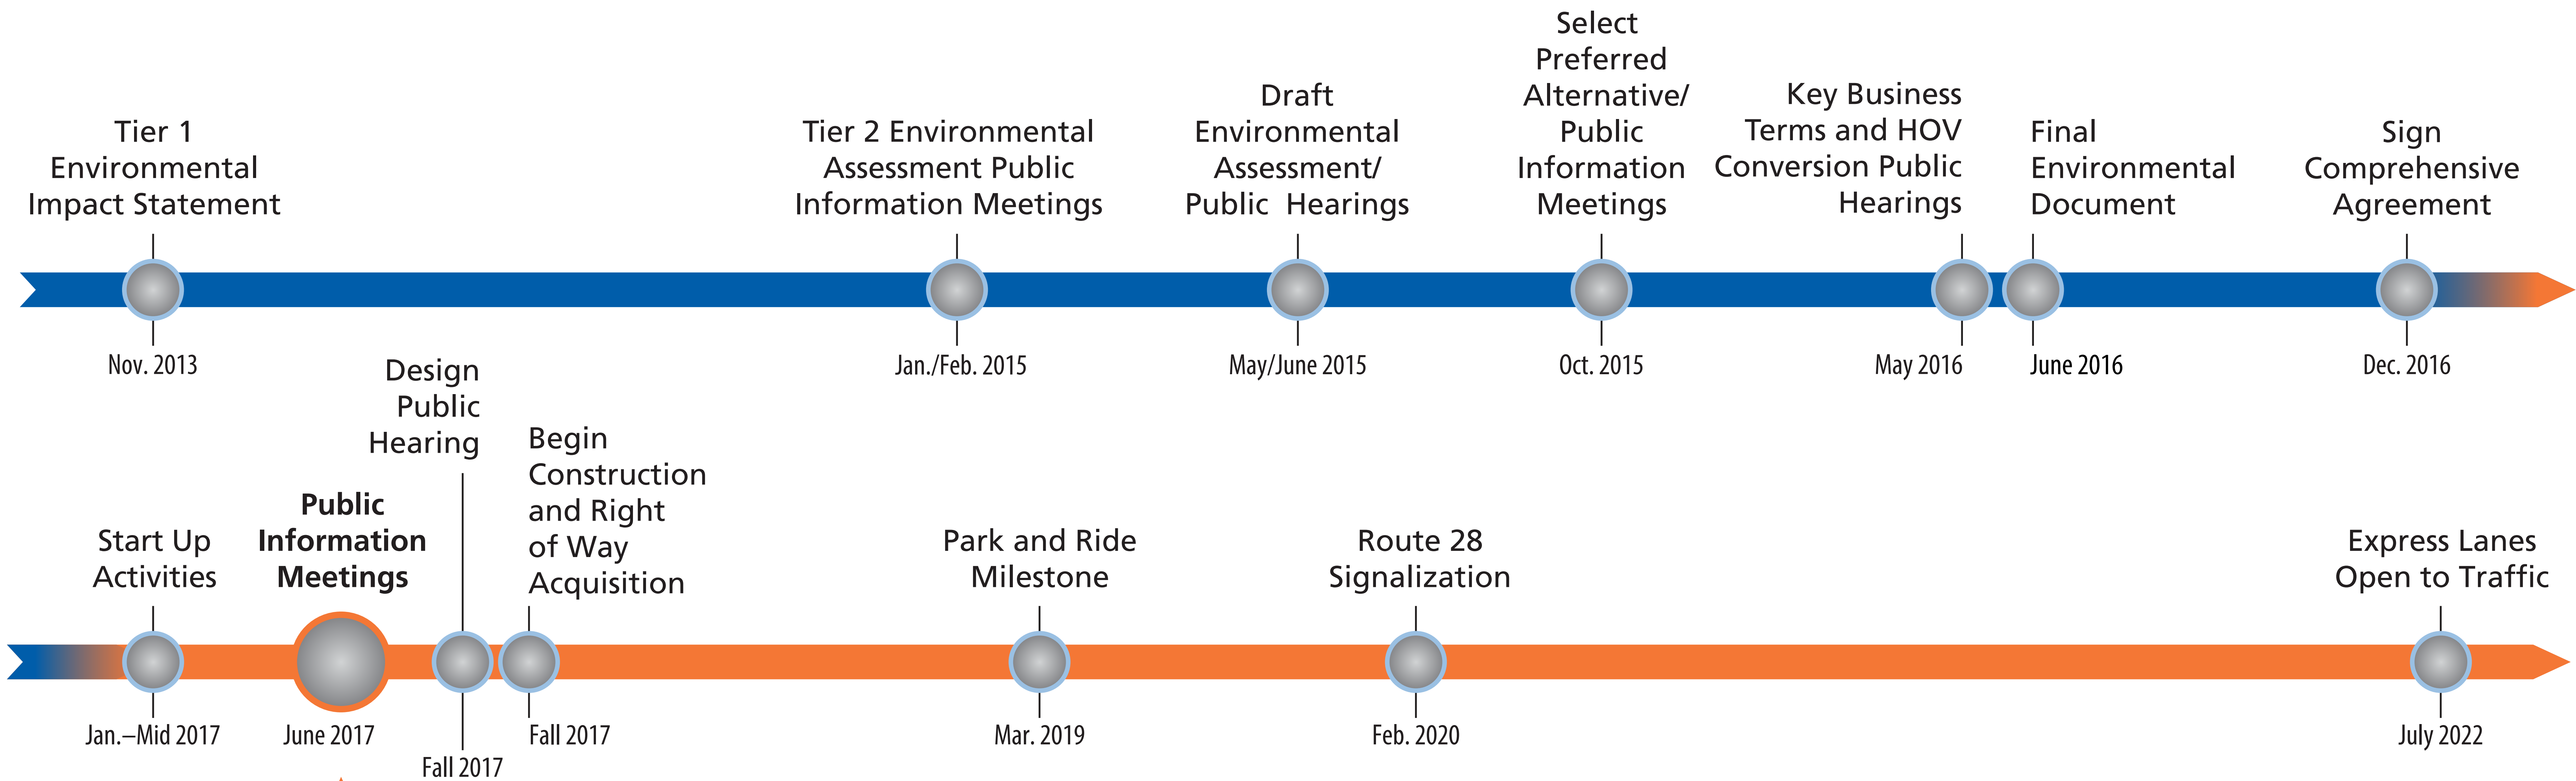 Tier 1
Environmental
Impact Statement
Nov. 2013
Tier 2 Environmental
Assessment Public
Information Meetings
Jan./Feb. 2015
Draft
Environmental
Assessment/
Public Hearings
May/June 2015
Select
Preferred
Alternative/
Public
Information
Meetings
Oct. 2015
Key Business
Terms and HOV
Conversion Public
Hearings
May 2016
Final
Environmental
Document
June 2016
Sign
Comprehensive
Agreement
Dec. 2016
Start Up
Activities
Jan.–Mid 2017
Public
Information
Meetings
June 2017
Design
Public
Hearing
Fall 2017
Begin
Construction
and Right
of Way
Acquisition
Fall 2017
Park and Ride
Milestone
Mar. 2019
Route 28
Signalization
Feb. 2020
Express Lanes
Open to Traffic
July 2022